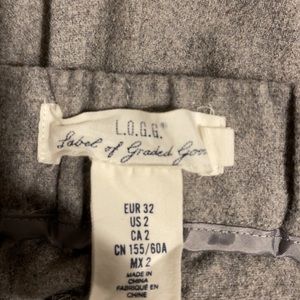 L.O.G.G.
Label of Graded Goo
EUR 32
US 2
CA 2
CN 155/60A
MX 2
MADE IN
CHINA
FABRIQUÉ EN
CHINE